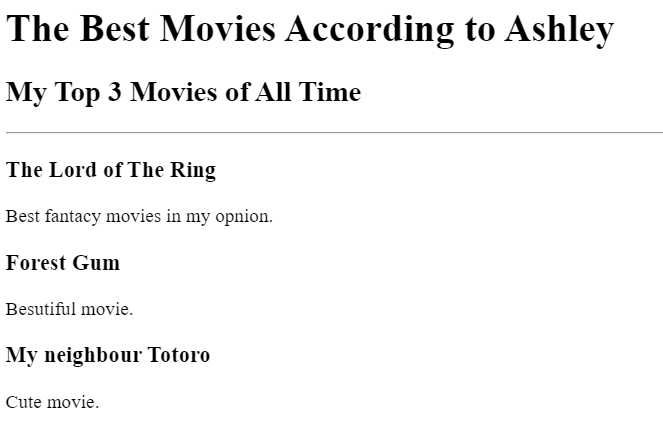 The Best Movies According to Ashley
My Top 3 Movies of All Time
The Lord of The Ring
Best fantacy movies in my opnion.
Forest Gum
Besutiful movie.
My neighbour Totoro
Cute movie.